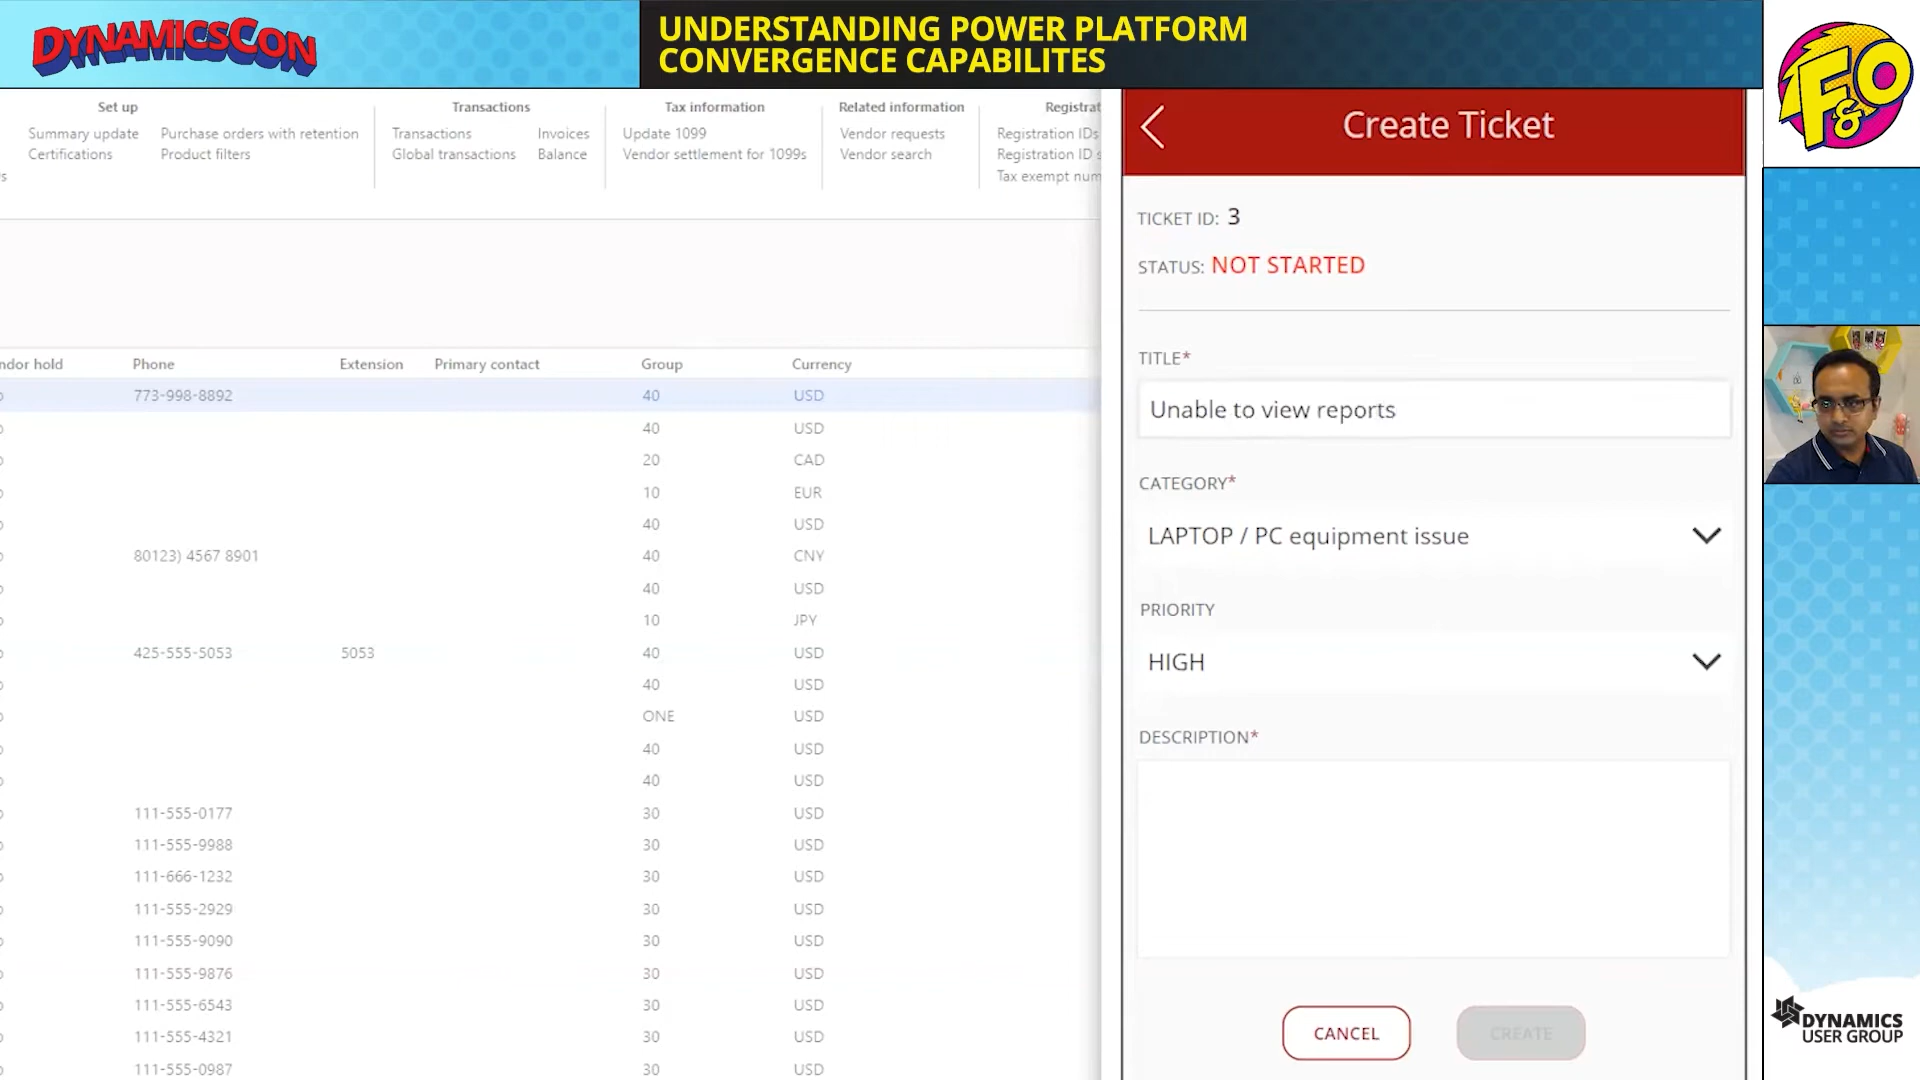 DYNAMICSCON
UNDERSTANDING POWER PLATFORM
CONVERGENCE CAPABILITES
F&O
Set up
Summary update Purchase orders with retention
Certifications Product filters
s
Transactions
Transactions Invoices
Global transactions Balance
Tax information
Update 1099
Vendor settlement for 1099s
Related information
Vendor requests
Vendor search
Registrat
Registration IDs
Registration ID s
Tax exempt num
ndor hold Phone Extension Primary contact Group Currency
773-998-8892 40 USD
40 USD
20 CAD
10 EUR
40 USD
80123) 4567 8901 40 CNY
40 USD
10 JPY
425-555-5053 5053 40 USD
40 USD
ONE USD
40 USD
40 USD
111-555-0177 30 USD
111-555-9988 30 USD
111-666-1232 30 USD
111-555-2929 30 USD
111-555-9090 30 USD
111-555-9876 30 USD
111-555-6543 30 USD
111-555-4321 30 USD
111-555-0987 30 USD
Create Ticket
TICKET ID: 3
STATUS: NOT STARTED
TITLE*
Unable to view reports
CATEGORY*
LAPTOP / PC equipment issue
PRIORITY
HIGH
DESCRIPTION*
CANCEL CREATE
DYNAMICS
USER GROUP